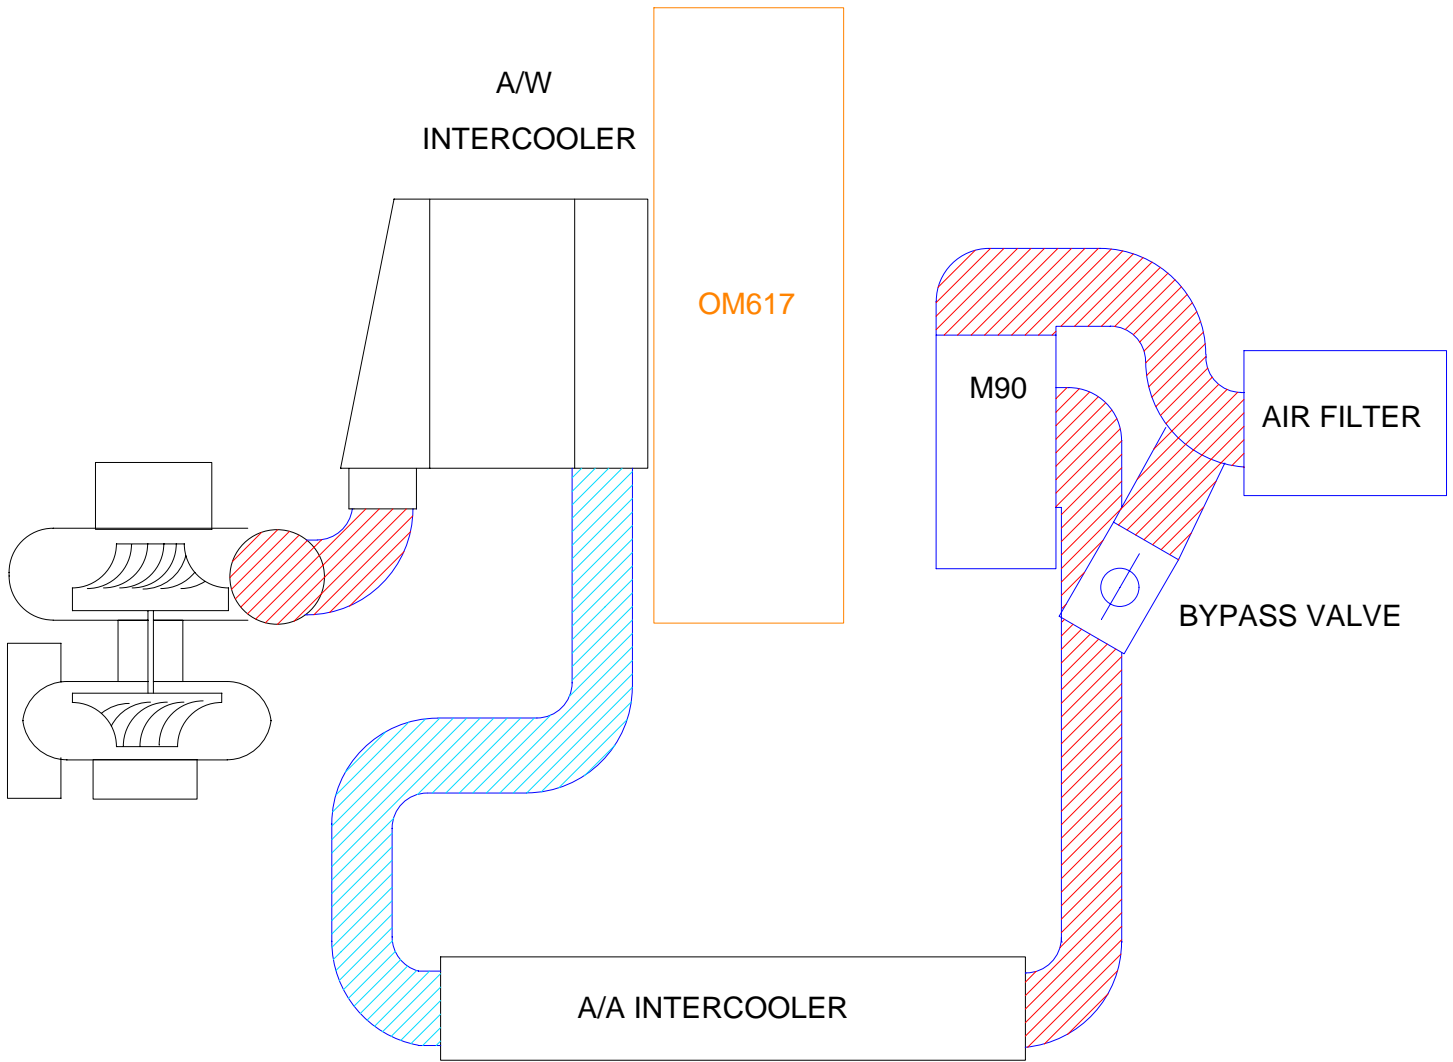 A/W
INTERCOOLER
OM617
M90
AIR FILTER
BYPASS VALVE
A/A INTERCOOLER